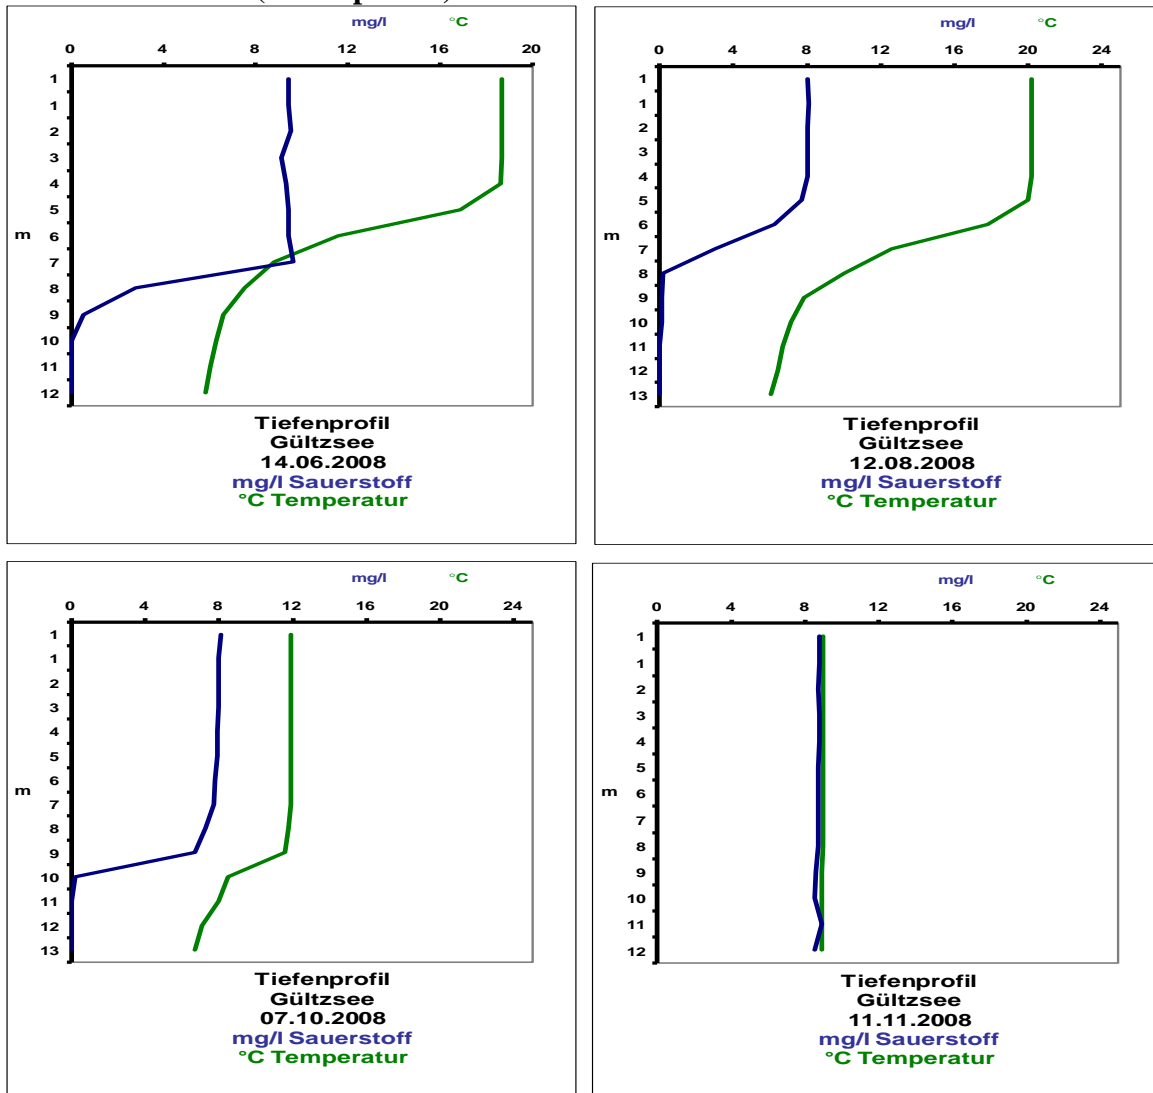 mg/l °C
0 4 8 12 16 20
1
1
2
3
4
5
m 6
7
8
9
10
11
12
Tiefenprofil
Gültzsee
14.06.2008
mg/l Sauerstoff
°C Temperatur
mg/l °C
0 4 8 12 16 20 24
1
1
2
3
4
5
m 6
7
8
9
10
11
12
13
Tiefenprofil
Gültzsee
12.08.2008
mg/l Sauerstoff
°C Temperatur
mg/l °C
0 4 8 12 16 20 24
1
1
2
3
4
5
6
m 7
8
9
10
11
12
13
Tiefenprofil
Gültzsee
07.10.2008
mg/l Sauerstoff
°C Temperatur
mg/l °C
0 4 8 12 16 20 24
1
1
2
3
4
5
m 6
7
8
9
10
11
12
Tiefenprofil
Gültzsee
11.11.2008
mg/l Sauerstoff
°C Temperatur